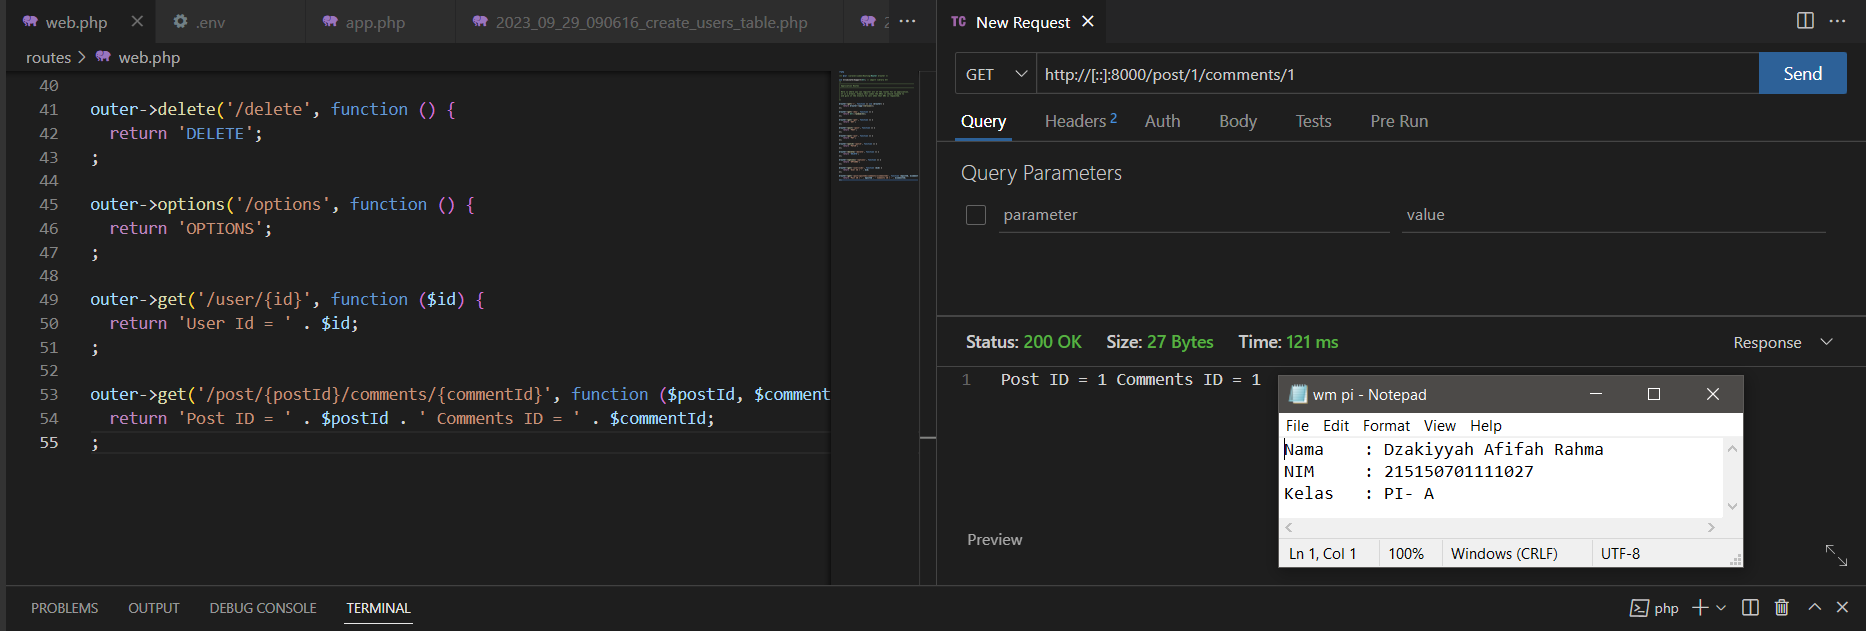 web.php
.env
app.php
2023_09_29_090616_create_users_table.php
routes > web.php
40
41 outer->delete('/delete', function () {
42 return 'DELETE';
43 ;
44
45 outer->options('/options', function () {
46 return 'OPTIONS';
47 ;
48
49 outer->get('/user/{id}', function ($id) {
50 return 'User Id = ' . $id;
51 ;
52
53 outer->get('/post/{postId}/comments/{commentId}', function ($postId, $comment
54 return 'Post ID = ' . $postId . ' Comments ID = ' . $commentId;
55 ;
TC New Request
GET http://[::]:8000/post/1/comments/1 Send
Query Headers 2 Auth Body Tests Pre Run
Query Parameters
parameter value
Status: 200 OK Size: 27 Bytes Time: 121 ms Response
1 Post ID = 1 Comments ID = 1
wm pi - Notepad
File Edit Format View Help
Nama : Dzakiyyah Afifah Rahma
NIM : 215150701111027
Kelas : PI- A
Ln 1, Col 1 100% Windows (CRLF) UTF-8
Preview
PROBLEMS OUTPUT DEBUG CONSOLE TERMINAL php